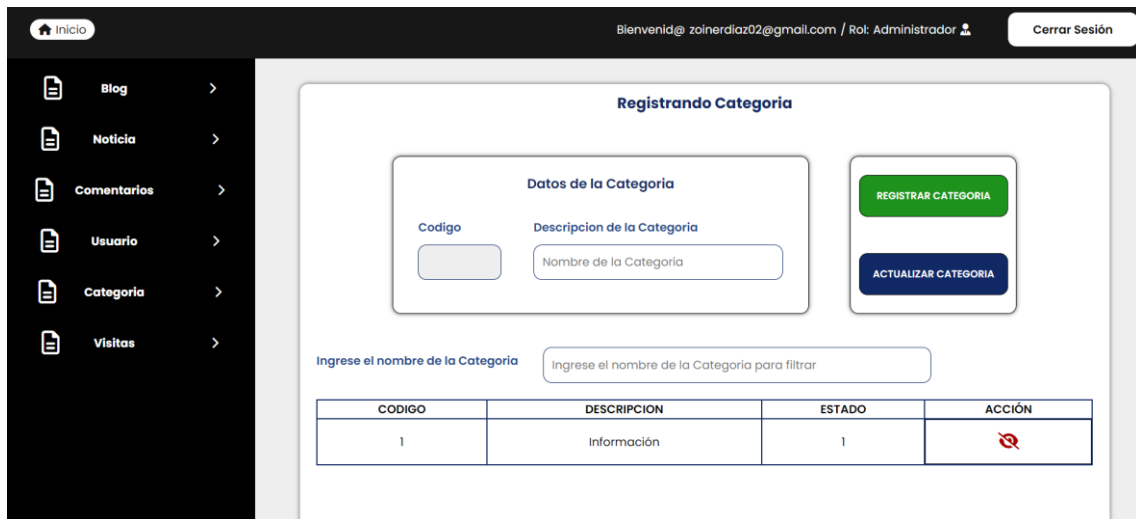 Inicio
Bienvenid@ zoinerdiaz02@gmail.com / Rol: Administrador
Cerrar Sesión
Blog
Noticia
Comentarios
Usuario
Categoria
Visitas
Registrando Categoria
Datos de la Categoria
Codigo Descripcion de la Categoria
Nombre de la Categoria
REGISTRAR CATEGORIA
ACTUALIZAR CATEGORIA
Ingrese el nombre de la Categoria Ingrese el nombre de la Categoria para filtrar
CODIGO DESCRIPCION ESTADO ACCIÓN
1 Información 1